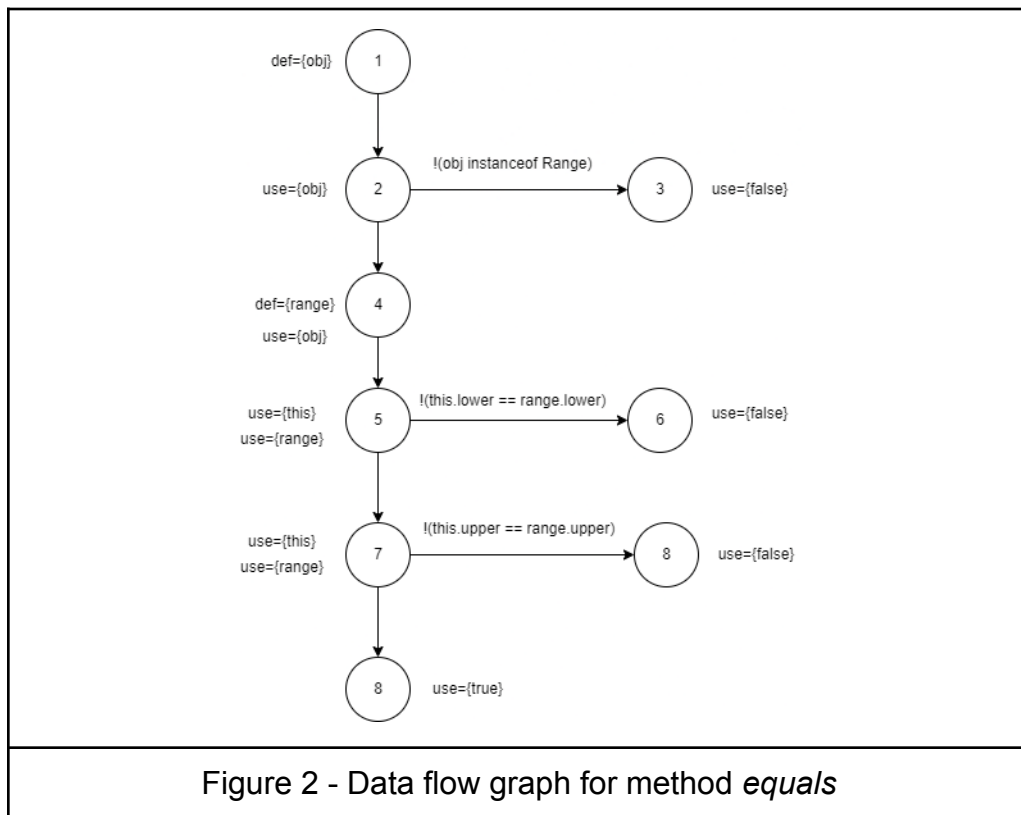 def={obj}
1
!(obj instanceof Range)
use={obj}
2
3
use={false}
def={range}
4
use={obj}
!(this.lower == range.lower)
use={this}
5
6
use={false}
use={range}
!(this.upper == range.upper)
use={this}
7
8
use={false}
use={range}
8
use={true}
Figure 2 - Data flow graph for method equals